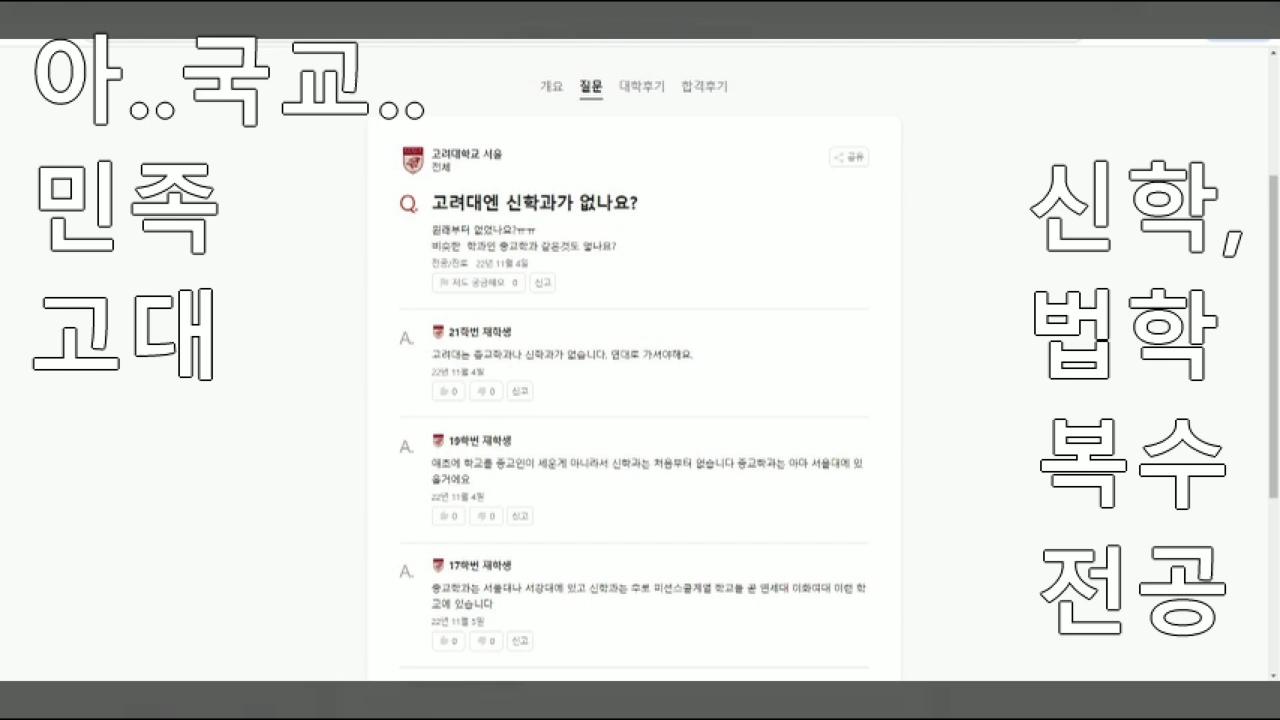 아..국교..
민족
고대
신학,
법학
복수
전공
개요 질문 대학후기 합격후기
고려대학교 서울
전체
공유
Q. 고려대엔 신학과가 없나요?
원래부터 없었나요?ㅠㅠ
비슷한 학과인 종교학과 같은것도 없나요?
전공/진로 22년 11월 4일
저도 궁금해요 0 신고
A. 21학번 재학생
고려대는 종교학과나 신학과가 없습니다. 연대로 가셔야해요.
22년 11월 4일
0 0 신고
A. 19학번 재학생
애초에 학교를 종교인이 세운게 아니라서 신학과는 처음부터 없습니다 종교학과는 아마 서울대에 있
을거에요
22년 11월 4일
0 0 신고
A. 17학번 재학생
종교학과는 서울대나 서강대에 있고 신학과는 주로 미션스쿨계열 학교들 곧 연세대 이화여대 이런 학
교에 있습니다
22년 11월 5일
0 0 신고